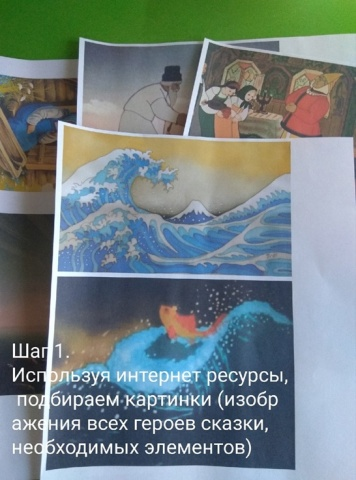 Шаг 1.
Используя интернет ресурсы,
подбираем картинки (изобр
ажения всех героев сказки,
необходимых элементов)